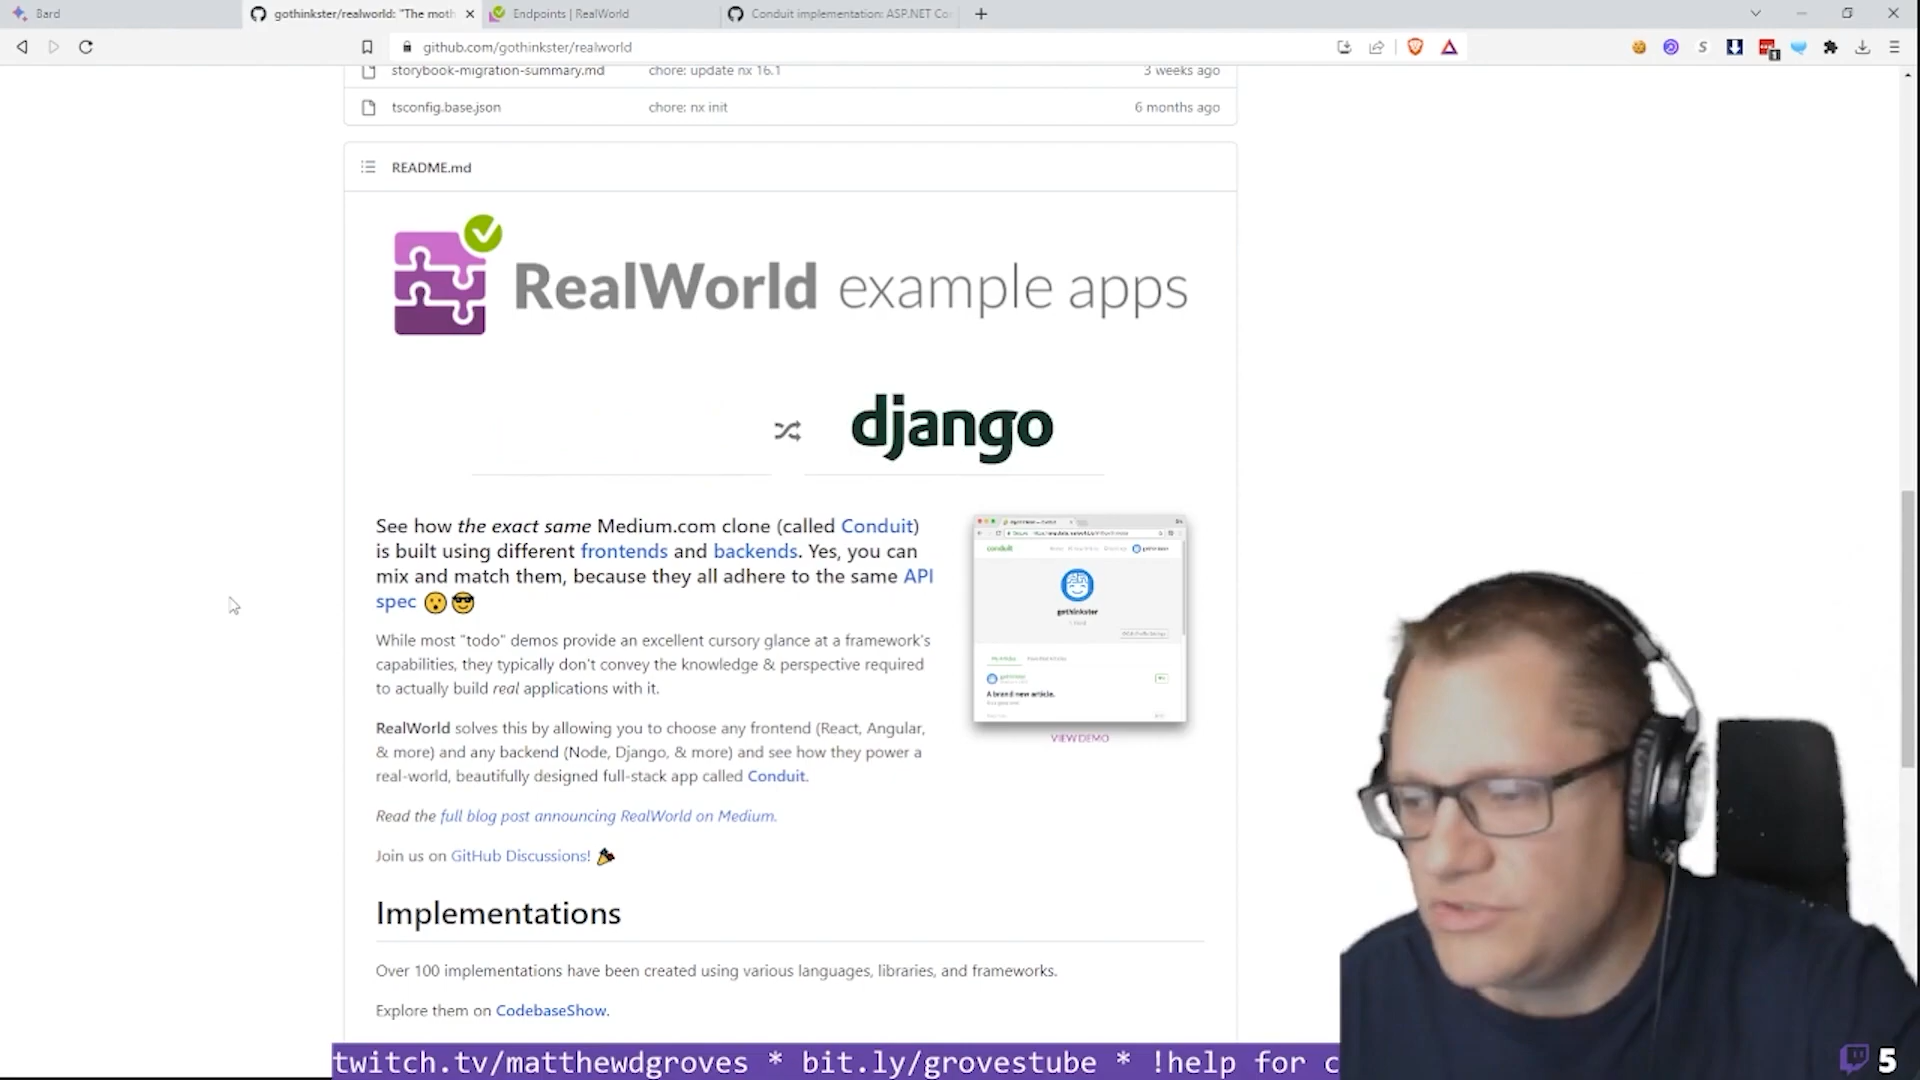 Bard
gothinkster/realworld: "The moth
Endpoints | RealWorld
Conduit implementation: ASP.NET Co
github.com/gothinkster/realworld
storybook-migration-summary.md chore: update nx 16.1 3 weeks ago
tsconfig.base.json chore: nx init 6 months ago
README.md
RealWorld example apps
django
See how the exact same Medium.com clone (called Conduit)
is built using different frontends and backends. Yes, you can
mix and match them, because they all adhere to the same API
spec 😮 😎
conduit
gothinkster
A brand new article.
VIEW DEMO
While most "todo" demos provide an excellent cursory glance at a framework's
capabilities, they typically don't convey the knowledge & perspective required
to actually build real applications with it.
RealWorld solves this by allowing you to choose any frontend (React, Angular,
& more) and any backend (Node, Django, & more) and see how they power a
real-world, beautifully designed full-stack app called Conduit.
Read the full blog post announcing RealWorld on Medium.
Join us on GitHub Discussions! 🎉
Implementations
Over 100 implementations have been created using various languages, libraries, and frameworks.
Explore them on CodebaseShow.
twitch.tv/matthewdgroves * bit.ly/grovestube * !help for c
5